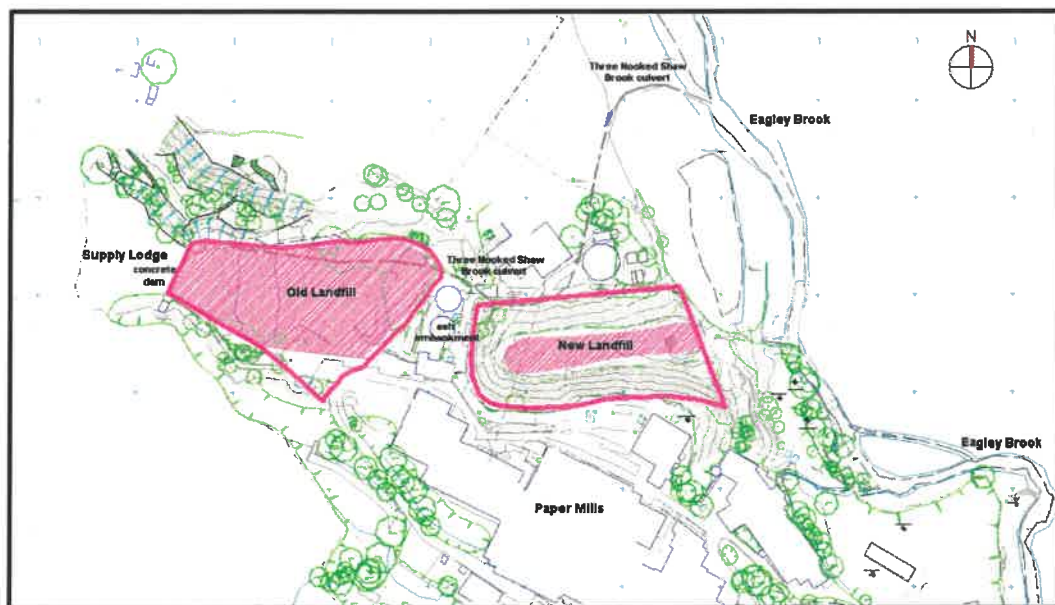 N
Three Nooked Shaw
Brook culvert
Eagley Brook
Supply Lodge
concrete
dam
Three Nooked Shaw
Brook culvert
Old Landfill
embankment
New Landfill
Eagley Brook
Paper Mills